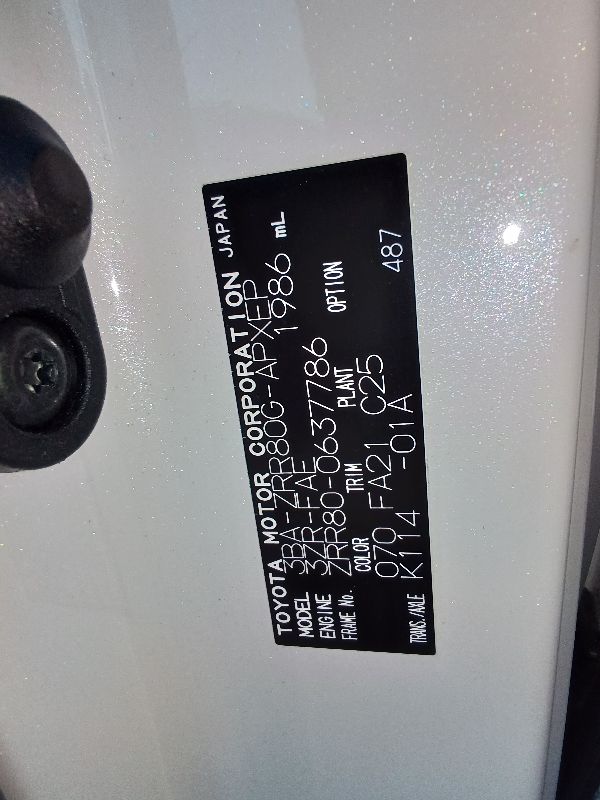 TOYOTA MOTOR CORPORATION JAPAN
MODEL 3BA-ZRR80G-APXEP
ENGINE 3ZR-FAE 1986 mL
FRAME No. ZRR80-0637786
COLOR TRIM PLANT OPTION
070 FA21 C25
TRANS./AXLE K114 -01A 487